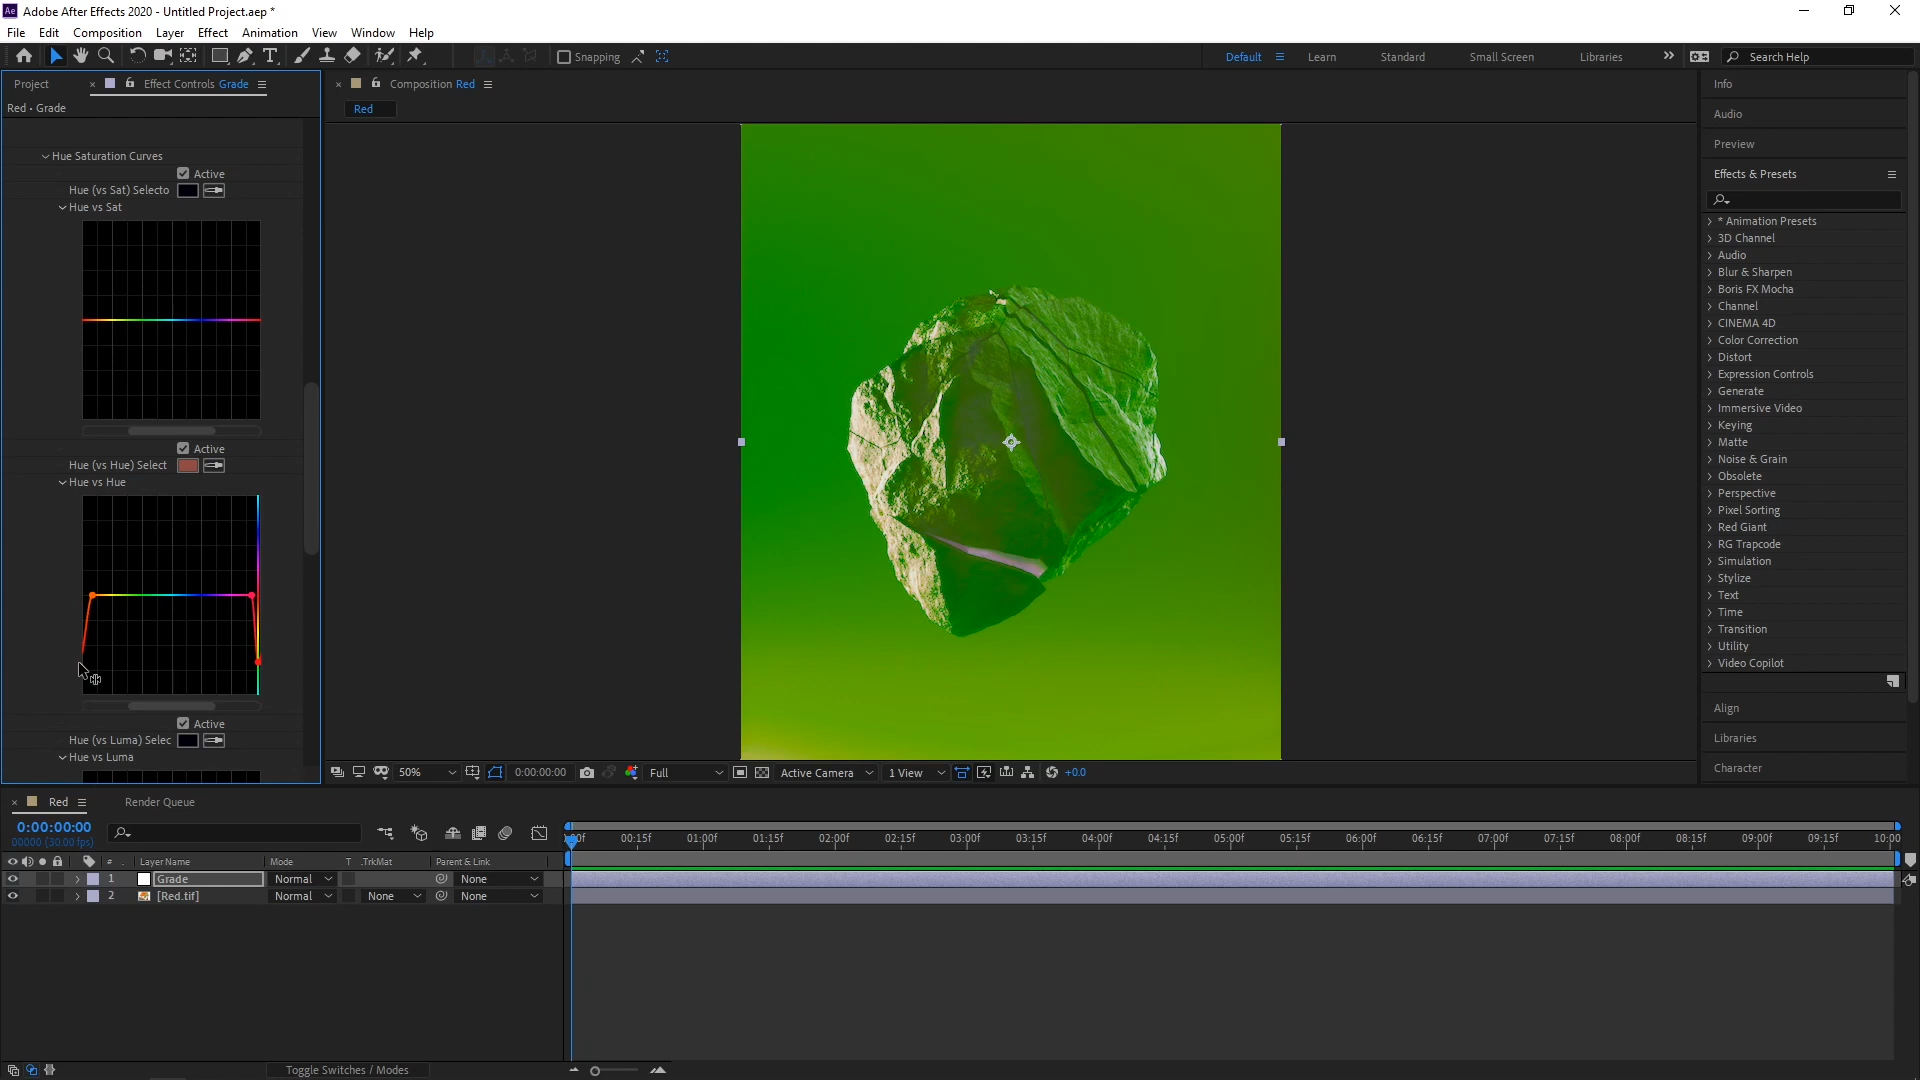 Ae Adobe After Effects 2020 - Untitled Project.aep *
File Edit Composition Layer Effect Animation View Window Help
Snapping Default Learn Standard Small Screen Libraries Search Help
Project Effect Controls Grade
Red • Grade
Hue Saturation Curves
Active
Hue (vs Sat) Selecto
Hue vs Sat
Active
Hue (vs Hue) Select
Hue vs Hue
Active
Hue (vs Luma) Selec
Hue vs Luma
Composition Red
Red
50% 0:00:00:00 Full Active Camera 1 View +0.0
Info
Audio
Preview
Effects & Presets
* Animation Presets
3D Channel
Audio
Blur & Sharpen
Boris FX Mocha
Channel
CINEMA 4D
Color Correction
Distort
Expression Controls
Generate
Immersive Video
Keying
Matte
Noise & Grain
Obsolete
Perspective
Pixel Sorting
Red Giant
RG Trapcode
Simulation
Stylize
Text
Time
Transition
Utility
Video Copilot
Align
Libraries
Character
Red Render Queue
0:00:00:00
00000 (30.00 fps)
00:15f 01:00f 01:15f 02:00f 02:15f 03:00f 03:15f 04:00f 04:15f 05:00f 05:15f 06:00f 06:15f 07:00f 07:15f 08:00f 08:15f 09:00f 09:15f 10:00
# Layer Name Mode T .TrkMat Parent & Link
1 Grade Normal None
2 [Red.tif] Normal None None
Toggle Switches / Modes